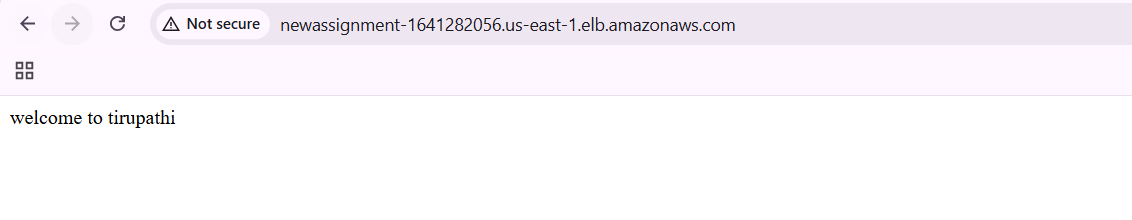 Not secure newassignment-1641282056.us-east-1.elb.amazonaws.com
welcome to tirupathi